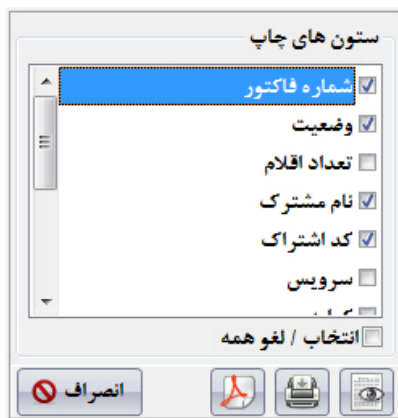 ستون های چاپ
شماره فاکتور
وضعیت
تعداد اقلام
نام مشترک
کد اشتراک
سرویس
انتخاب / لغو همه
انصراف